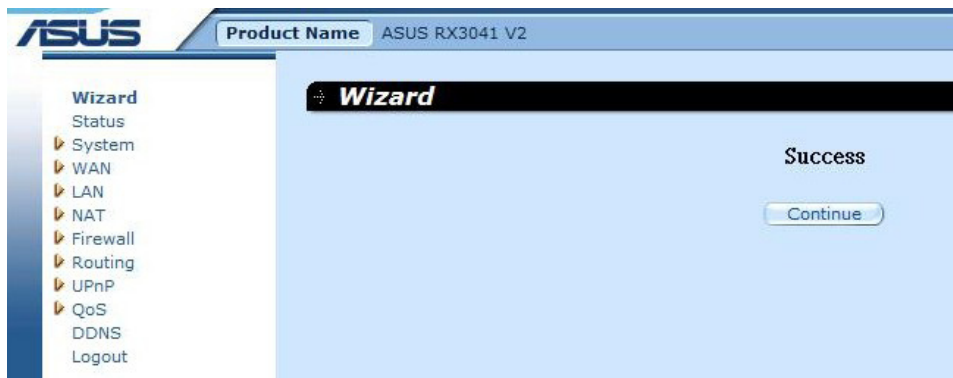 ASUS
Product Name ASUS RX3041 V2
Wizard
Status
System
WAN
LAN
NAT
Firewall
Routing
UPnP
QoS
DDNS
Logout
Wizard
Success
Continue